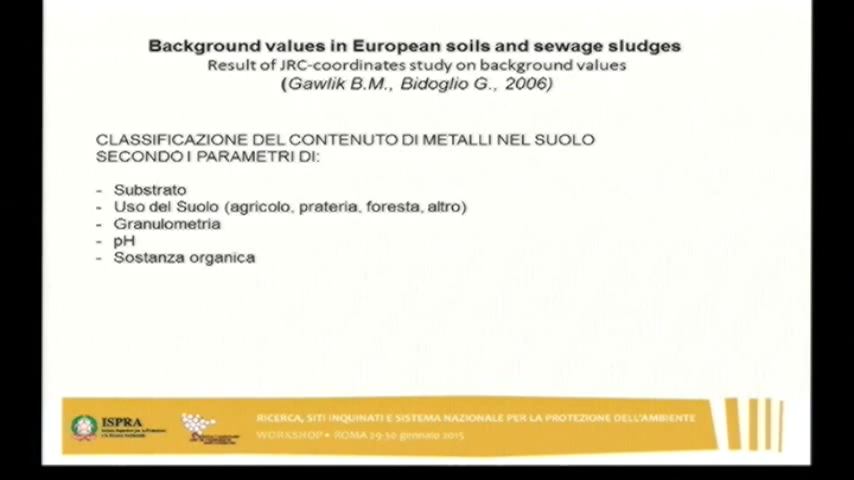 Background values in European soils and sewage sludges
Result of JRC-coordinates study on background values
(Gawlik B.M., Bidoglio G., 2006)
CLASSIFICAZIONE DEL CONTENUTO DI METALLI NEL SUOLO
SECONDO I PARAMETRI DI:
- Substrato
- Uso del Suolo (agricolo, prateria, foresta, altro)
- Granulometria
- pH
- Sostanza organica
ISPRA
RICERCA, SITI INQUINATI E SISTEMA NAZIONALE PER LA PROTEZIONE DELL'AMBIENTE
WORKSHOP • ROMA 29-30 gennaio 2015